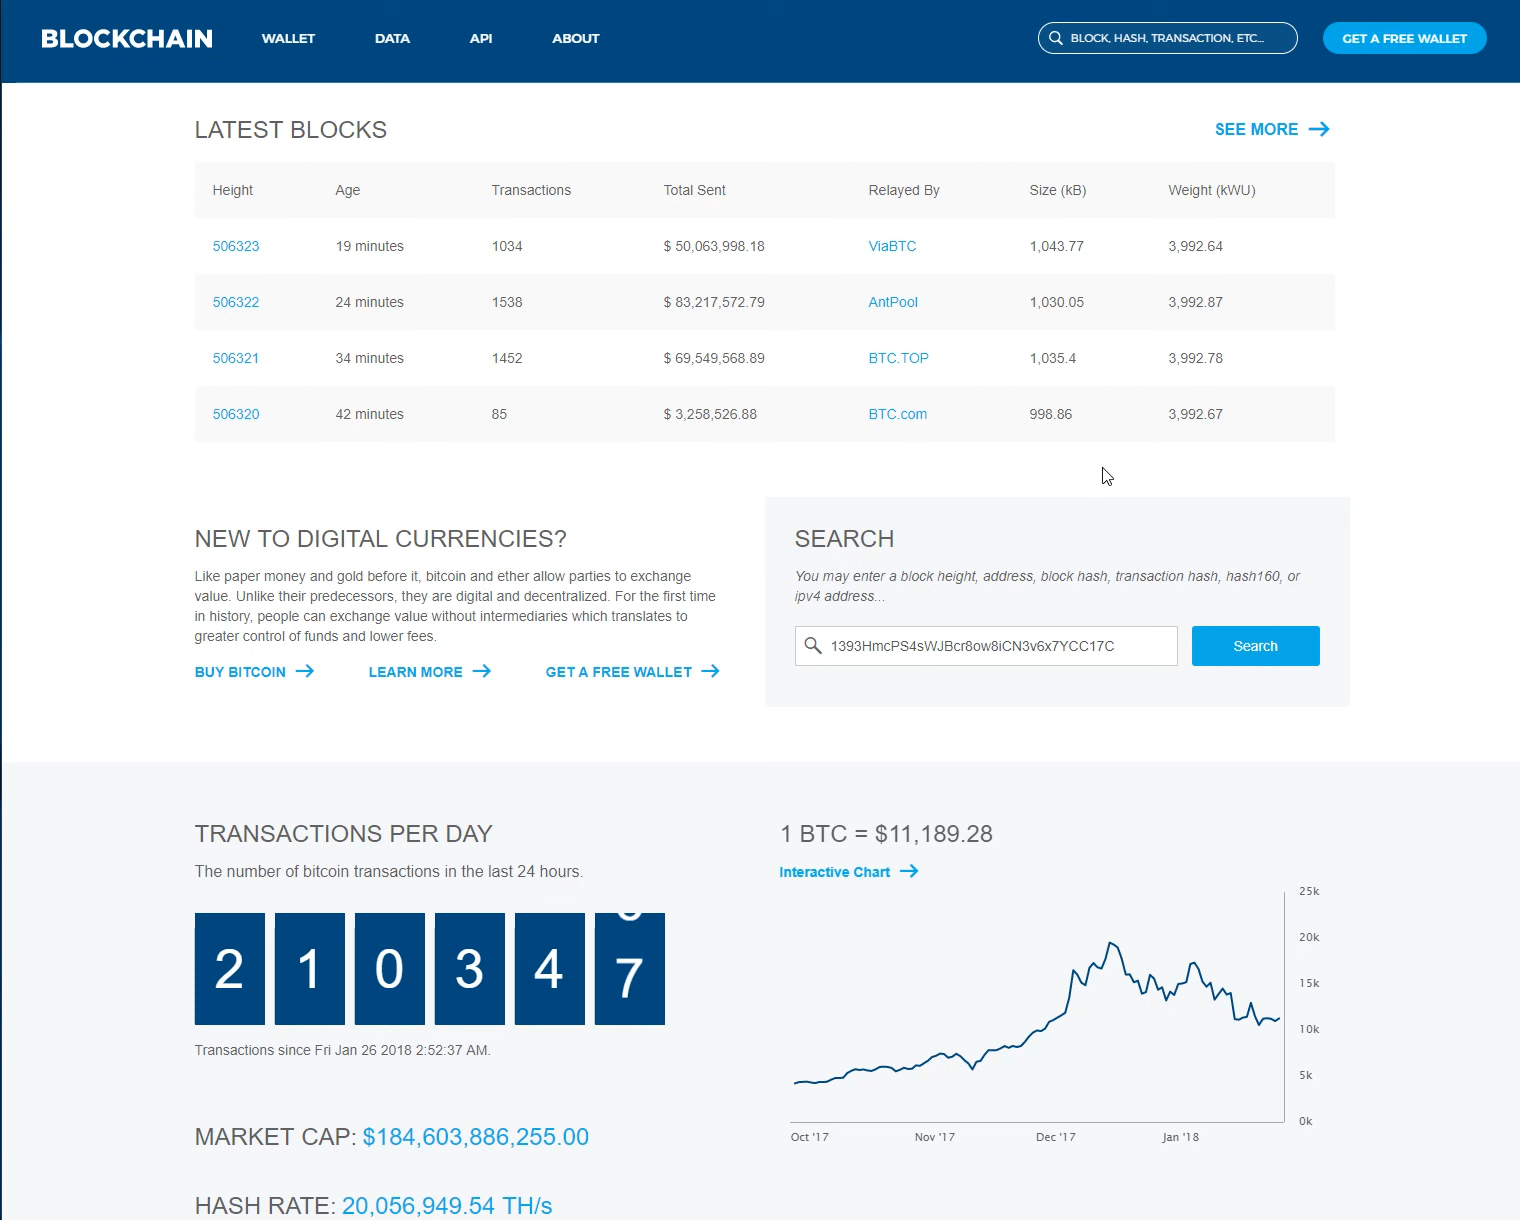 BLOCKCHAIN WALLET DATA API ABOUT BLOCK, HASH, TRANSACTION, ETC... GET A FREE WALLET
LATEST BLOCKS SEE MORE
Height Age Transactions Total Sent Relayed By Size (kB) Weight (kWU)
506323 19 minutes 1034 $ 50,063,998.18 ViaBTC 1,043.77 3,992.64
506322 24 minutes 1538 $ 83,217,572.79 AntPool 1,030.05 3,992.87
506321 34 minutes 1452 $ 69,549,568.89 BTC.TOP 1,035.4 3,992.78
506320 42 minutes 85 $ 3,258,526.88 BTC.com 998.86 3,992.67
NEW TO DIGITAL CURRENCIES?
Like paper money and gold before it, bitcoin and ether allow parties to exchange
value. Unlike their predecessors, they are digital and decentralized. For the first time
in history, people can exchange value without intermediaries which translates to
greater control of funds and lower fees.
BUY BITCOIN LEARN MORE GET A FREE WALLET
SEARCH
You may enter a block height, address, block hash, transaction hash, hash160, or
ipv4 address...
1393HmcPS4sWJBcr8ow8iCN3v6x7YCC17C Search
TRANSACTIONS PER DAY
The number of bitcoin transactions in the last 24 hours.
2 1 0 3 4 7
Transactions since Fri Jan 26 2018 2:52:37 AM.
MARKET CAP: $184,603,886,255.00
HASH RATE: 20,056,949.54 TH/s
1 BTC = $11,189.28
Interactive Chart
25k
20k
15k
10k
5k
0k
Oct '17 Nov '17 Dec '17 Jan '18